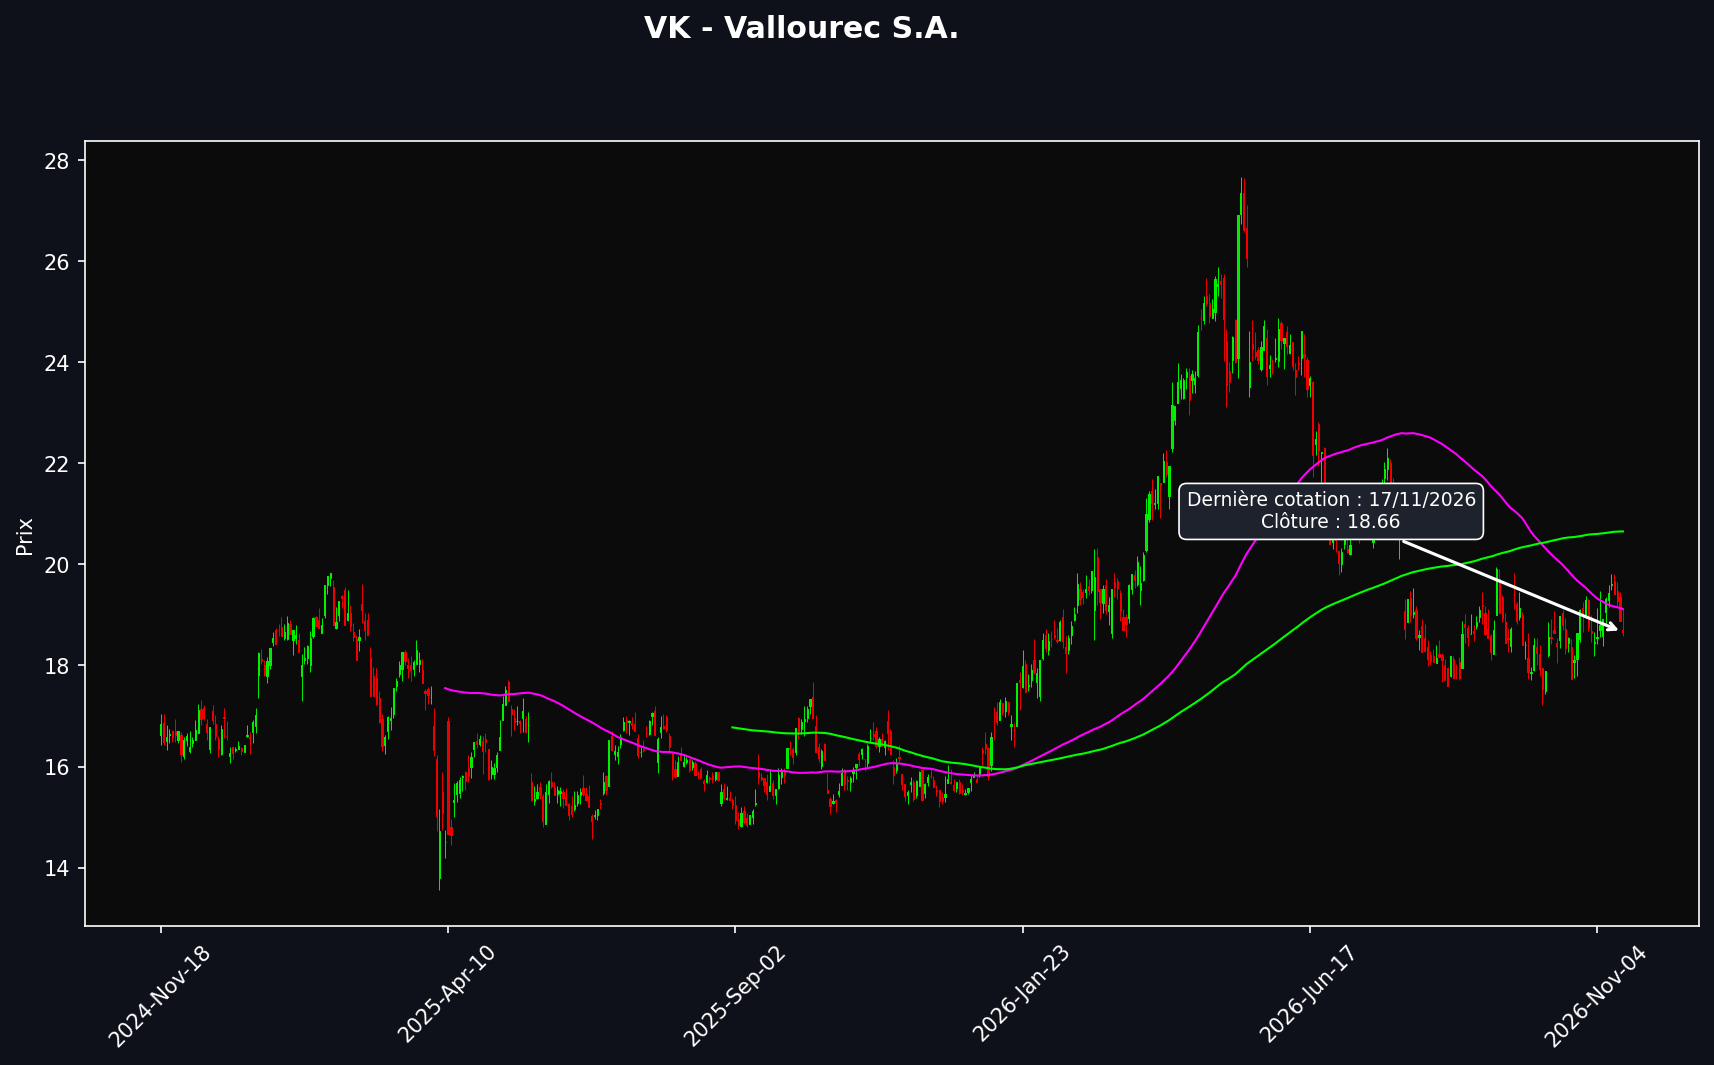 VK - Vallourec S.A.
Prix
28
26
24
22
20
18
16
14
Dernière cotation : 17/11/2026
Clôture : 18.66
2024-Nov-18
2025-Apr-10
2025-Sep-02
2026-Jan-23
2026-Jun-17
2026-Nov-04